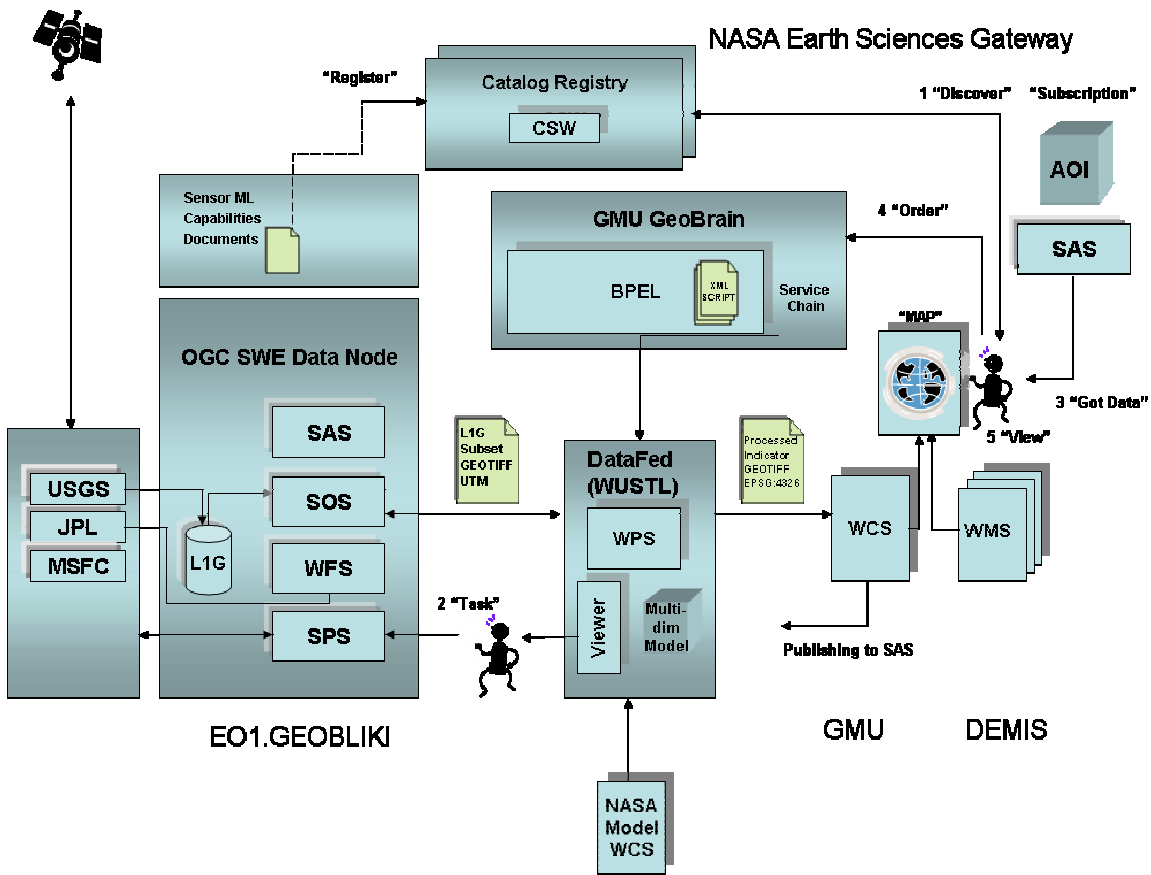 NASA Earth Sciences Gateway
"Register"
Catalog Registry
CSW
1 "Discover"
"Subscription"
AOI
SAS
Sensor ML
Capabilities
Documents
GMU GeoBrain
4 "Order"
BPEL
XML
SCRIPT
Service
Chain
"MAP"
OGC SWE Data Node
3 "Got Data"
5 "View"
SAS
L1G
Subset
GEOTIFF
UTM
DataFed
(WUSTL)
Processed
Indicator
GEOTIFF
EPSG:4326
USGS
JPL
MSFC
L1G
SOS
WFS
SPS
WPS
WCS
WMS
2 "Task"
Viewer
Multi-
dim
Model
Publishing to SAS
EO1.GEOBLIKI
GMU
DEMIS
NASA
Model
WCS